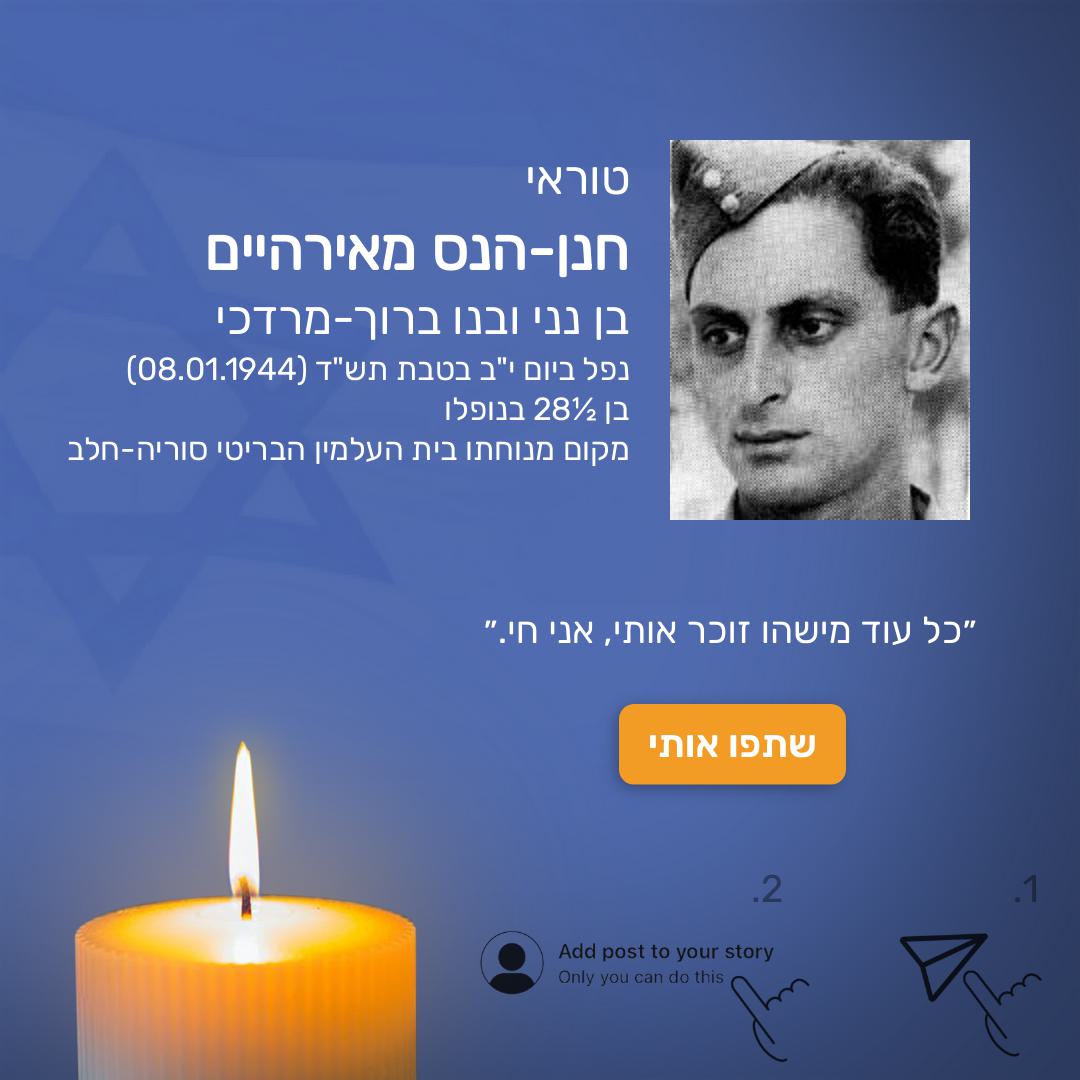 טוראי
חנן-הנס מאירהיים
בן נני ובנו ברוך-מרדכי
נפל ביום י"ב בטבת תש"ד (08.01.1944)
בן 28½ בנופלו
מקום מנוחתו בית העלמין הבריטי סוריה-חלב
״כל עוד מישהו זוכר אותי, אני חי.״
שתפו אותי
1.
2.
Add post to your story
Only you can do this